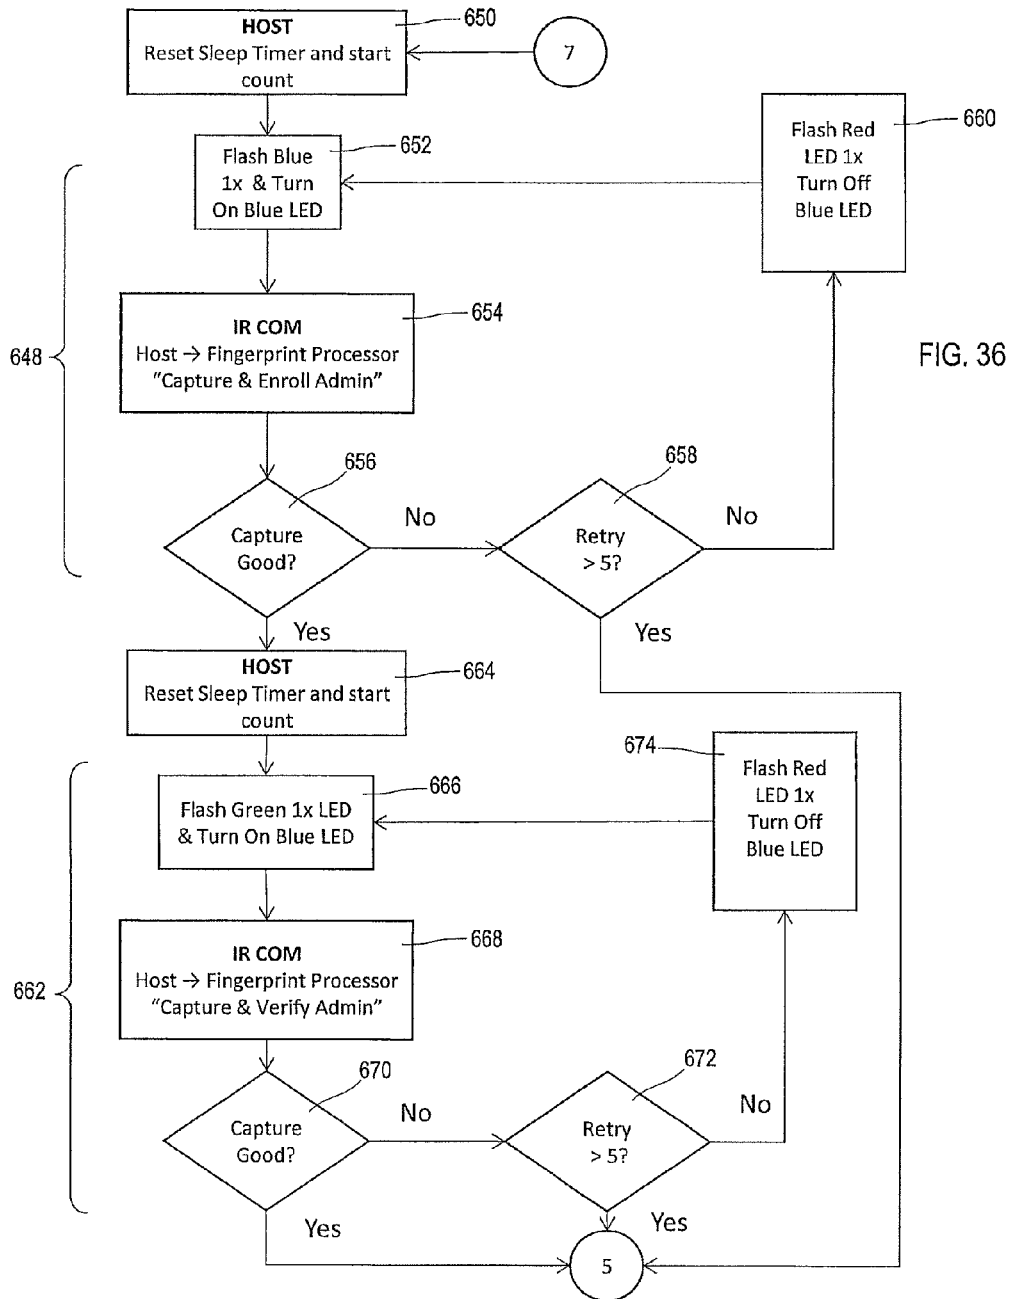 HOST
Reset Sleep Timer and start
count
650
7
Flash Blue
1x & Turn
On Blue LED
652
Flash Red
LED 1x
Turn Off
Blue LED
660
IR COM
Host → Fingerprint Processor
"Capture & Enroll Admin"
654
648
FIG. 36
Capture
Good?
656
No
Retry
> 5?
658
No
Yes
Yes
HOST
Reset Sleep Timer and start
count
664
Flash Green 1x LED
& Turn On Blue LED
666
Flash Red
LED 1x
Turn Off
Blue LED
674
IR COM
Host → Fingerprint Processor
"Capture & Verify Admin"
668
662
Capture
Good?
670
No
Retry
> 5?
672
No
Yes
Yes
5